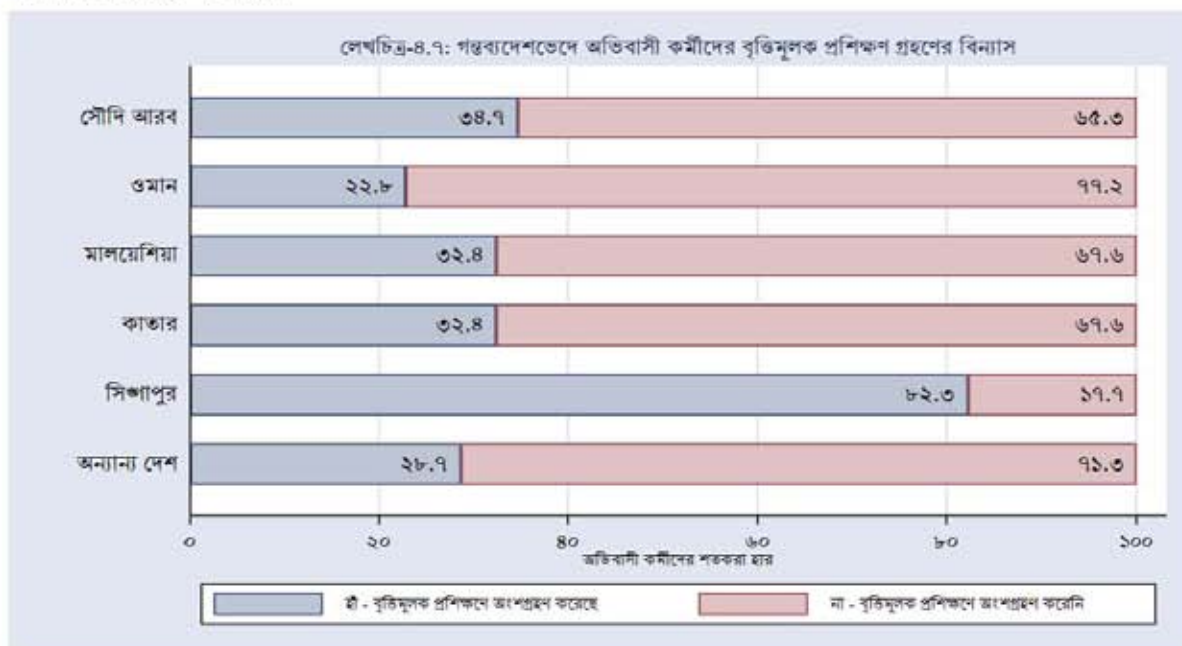 লেখচিত্র-৪.৭: গন্তব্যদেশভেদে অভিবাসী কর্মীদের বৃত্তিমূলক প্রশিক্ষণ গ্রহণের বিন্যাস
সৌদি আরব ৩৪.৭ ৬৫.৩
ওমান ২২.৮ ৭৭.২
মালয়েশিয়া ৩২.৪ ৬৭.৬
কাতার ৩২.৪ ৬৭.৬
সিঙ্গাপুর ৮২.৩ ১৭.৭
অন্যান্য দেশ ২৮.৭ ৭১.৩
০ ২০ ৪০ ৬০ ৮০ ১০০
অভিবাসী কর্মীদের শতকরা হার
হ্যাঁ - বৃত্তিমূলক প্রশিক্ষণে অংশগ্রহণ করেছে না - বৃত্তিমূলক প্রশিক্ষণে অংশগ্রহণ করেনি